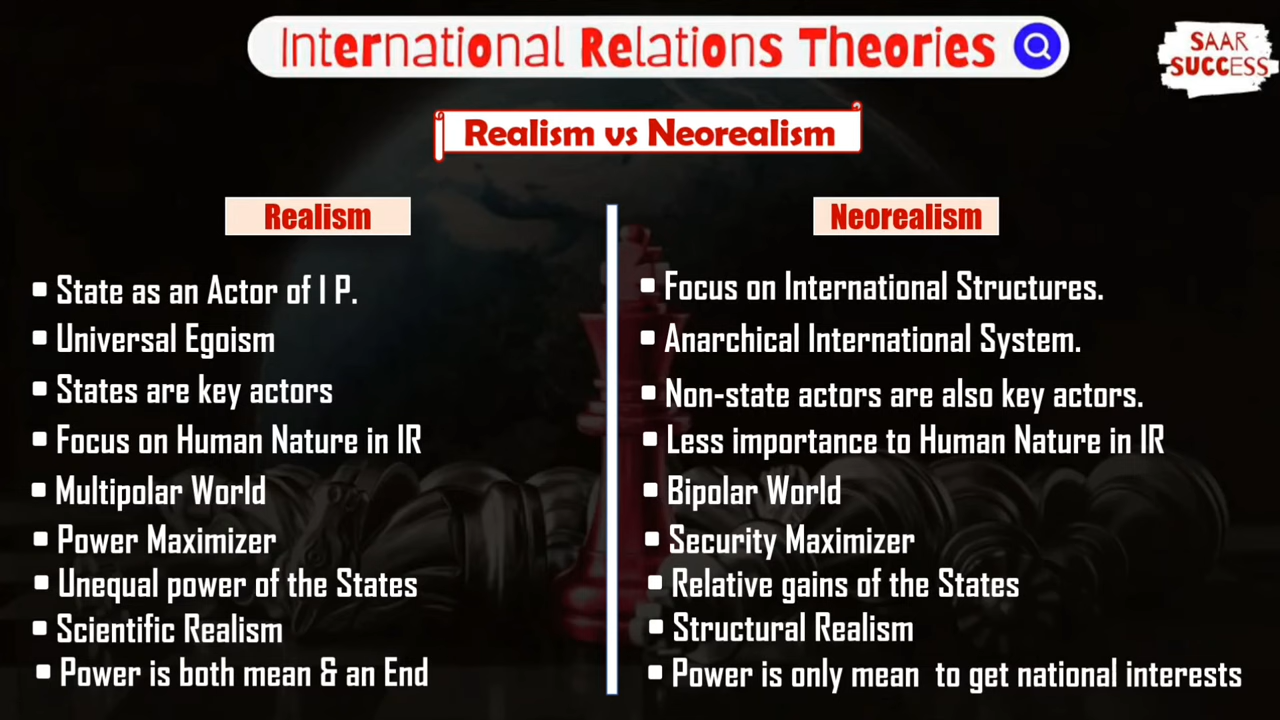 International Relations Theories
SAAR
SUCCESS
Realism vs Neorealism
Realism
State as an Actor of I P.
Universal Egoism
States are key actors
Focus on Human Nature in IR
Multipolar World
Power Maximizer
Unequal power of the States
Scientific Realism
Power is both mean & an End
Neorealism
Focus on International Structures.
Anarchical International System.
Non-state actors are also key actors.
Less importance to Human Nature in IR
Bipolar World
Security Maximizer
Relative gains of the States
Structural Realism
Power is only mean to get national interests